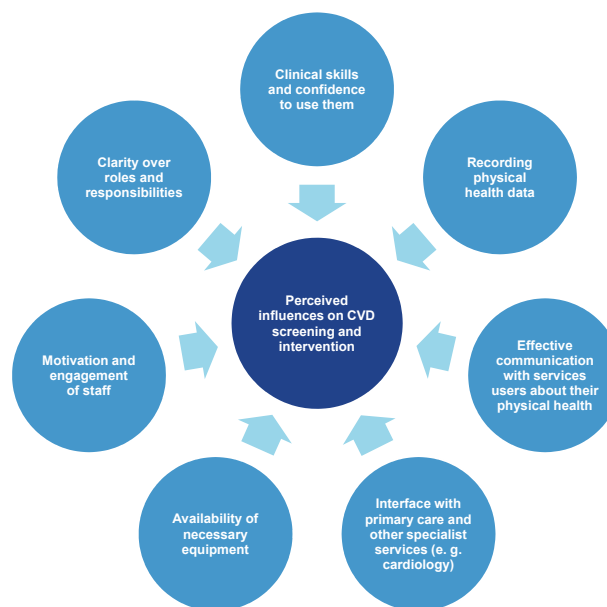 Clinical skills
and confidence
to use them
Recording
physical
health data
Effective
communication
with services
users about their
physical health
Interface with
primary care and
other specialist
services (e. g.
cardiology)
Availability of
necessary
equipment
Motivation and
engagement
of staff
Clarity over
roles and
responsibilities
Perceived
influences on CVD
screening and
intervention